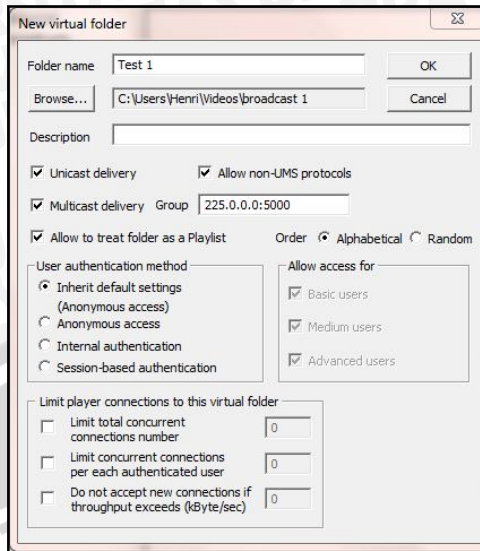 New virtual folder
Folder name Test 1 OK
Browse... C:\Users\Henri\Videos\broadcast 1 Cancel
Description
Unicast delivery Allow non-UMS protocols
Multicast delivery Group 225.0.0.0:5000
Allow to treat folder as a Playlist Order Alphabetical Random
User authentication method
Inherit default settings
(Anonymous access)
Anonymous access
Internal authentication
Session-based authentication
Allow access for
Basic users
Medium users
Advanced users
Limit player connections to this virtual folder
Limit total concurrent
connections number 0
Limit concurrent connections
per each authenticated user 0
Do not accept new connections if
throughput exceeds (kByte/sec) 0